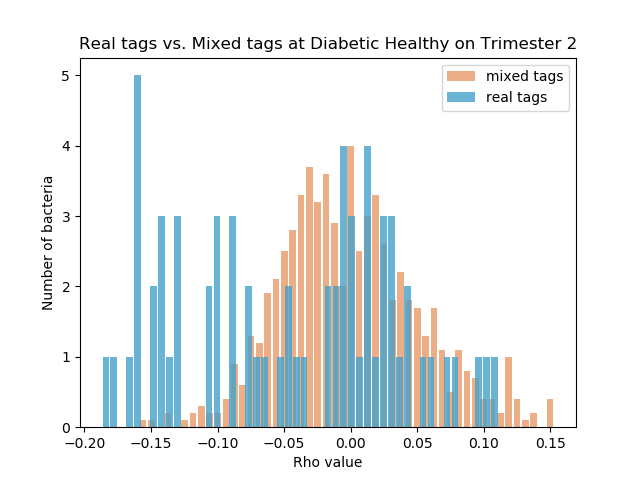 Real tags vs. Mixed tags at Diabetic Healthy on Trimester 2
mixed tags
real tags
Number of bacteria
5
4
3
2
1
0
−0.20 −0.15 −0.10 −0.05 0.00 0.05 0.10 0.15
Rho value